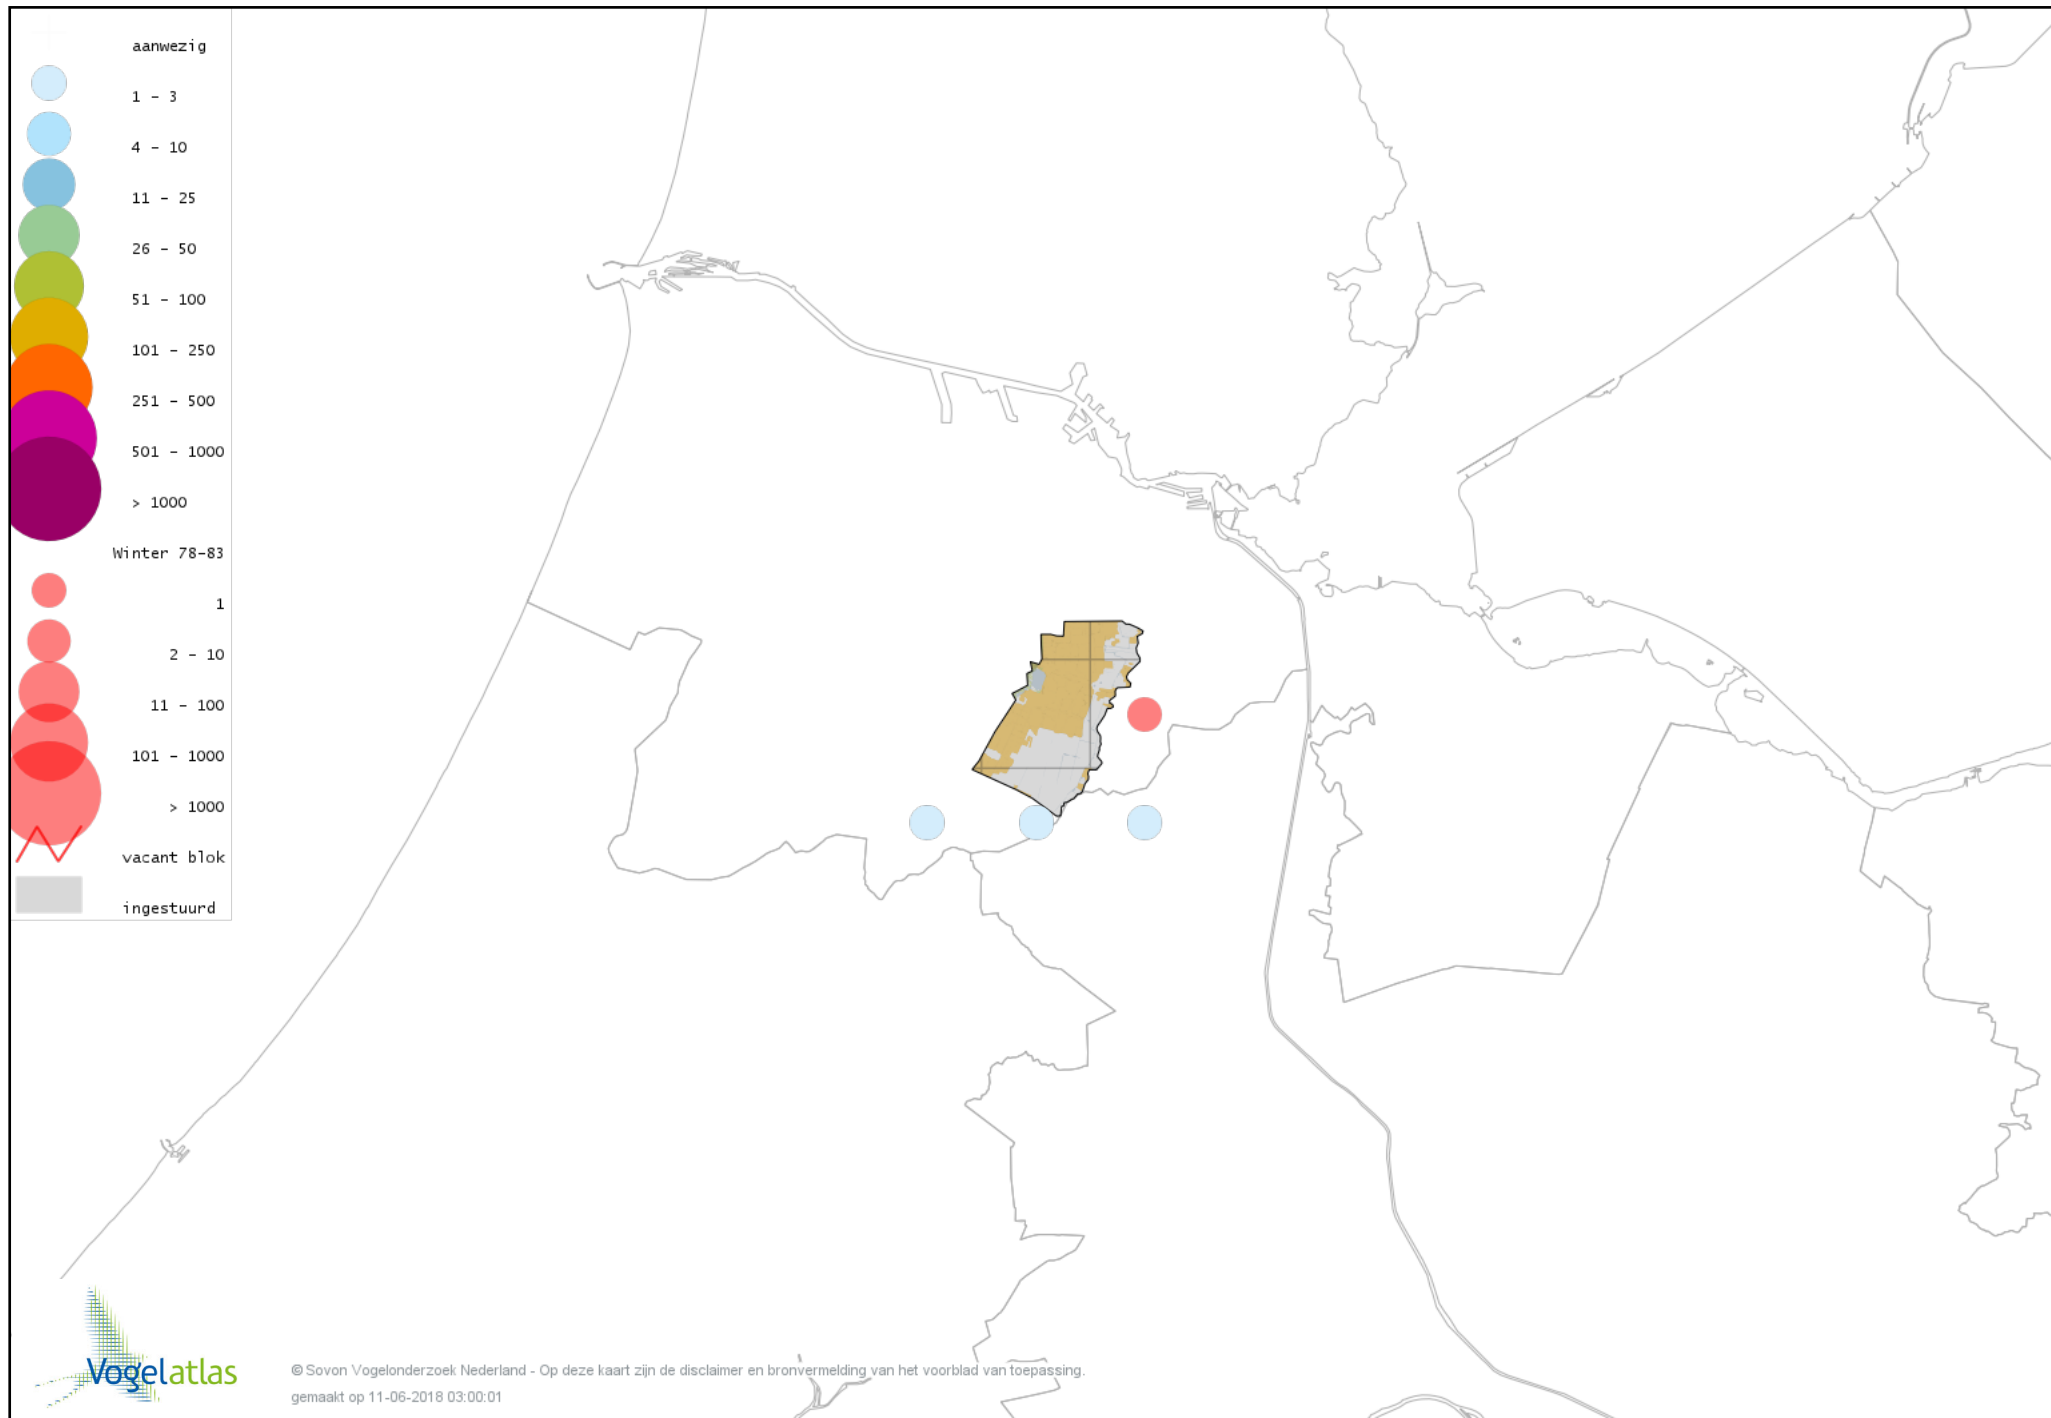 aanwezig
1 - 3
4 - 10
11 - 25
26 - 50
51 - 100
101 - 250
251 - 500
501 - 1000
> 1000
Winter 78-83
1
2 - 10
11 - 100
101 - 1000
> 1000
vacant blok
ingestuurd
Vogelatlas
© Sovon Vogelonderzoek Nederland - Op deze kaart zijn de disclaimer en bronvermelding van het voorblad van toepassing.
gemaakt op 11-06-2018 03:00:01